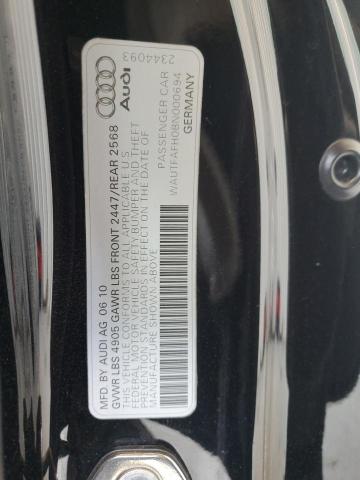 MFD. BY AUDI AG 06 10
GVWR LBS 4905 GAWR LBS FRONT 2447/REAR 2568
THIS VEHICLE CONFORMS TO ALL APPLICABLE U.S.
FEDERAL MOTOR VEHICLE SAFETY BUMPER AND THEFT
PREVENTION STANDARDS IN EFFECT ON THE DATE OF
MANUFACTURE SHOWN ABOVE
Audi
2344093
PASSENGER CAR
WAUTFAFH0BN000694
GERMANY